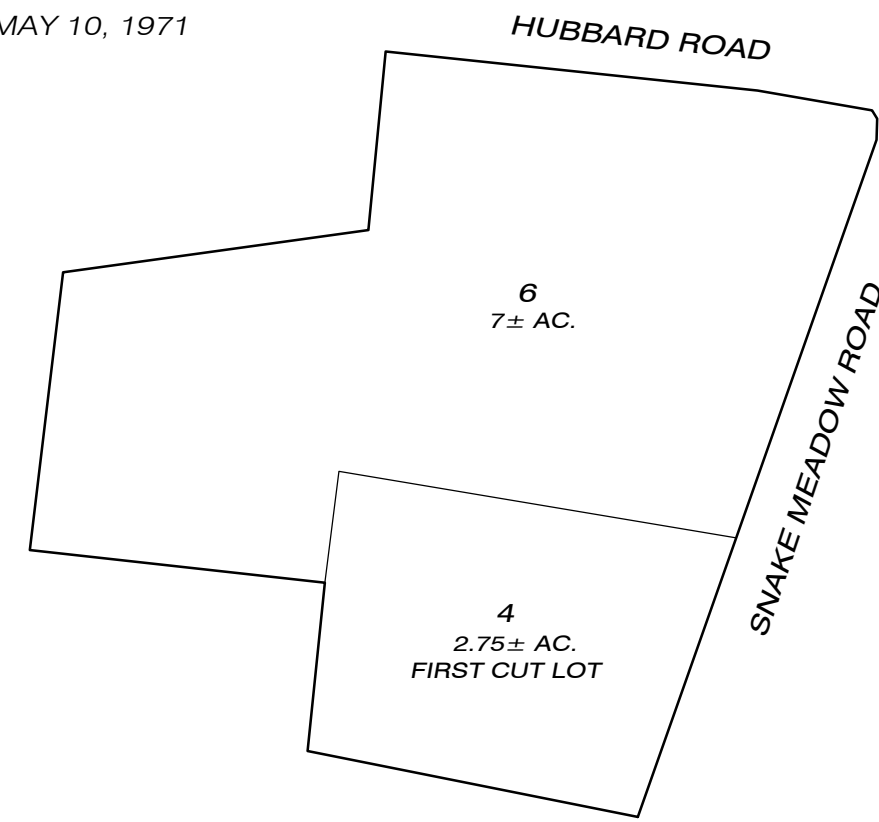 MAY 10, 1971
HUBBARD ROAD
6
7± AC.
SNAKE MEADOW ROAD
4
2.75± AC.
FIRST CUT LOT